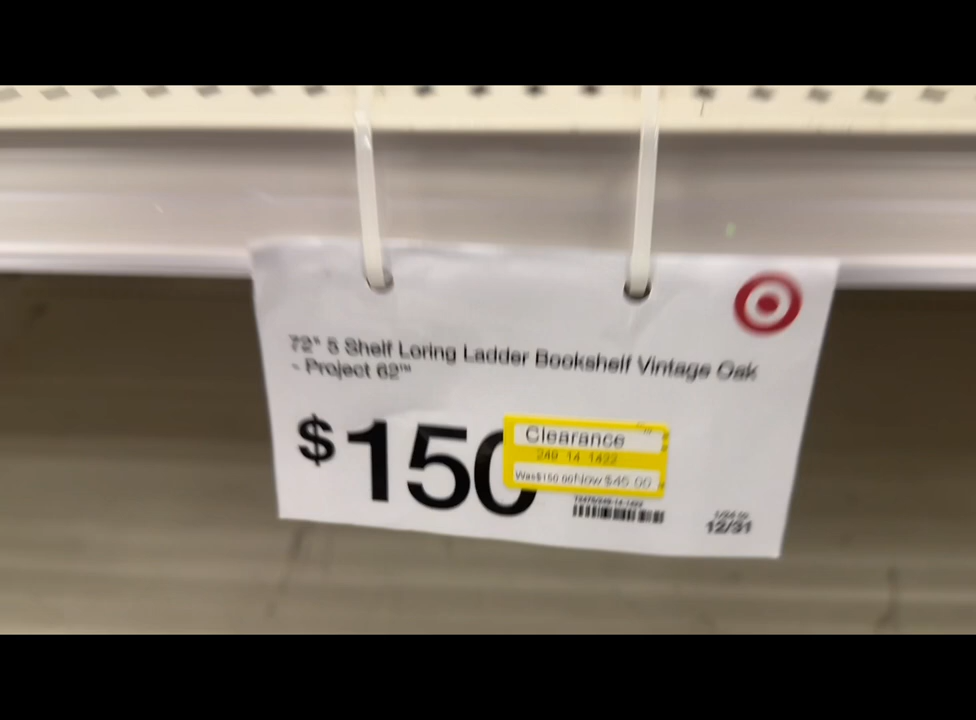 72" 5 Shelf Loring Ladder Bookshelf Vintage Oak
- Project 62™
$150
Clearance
249 14 1422
Was$150.00Now $45.00
12/31